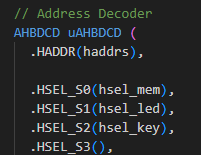 // Address Decoder
AHBDCD uAHBDCD (
.HADDR(haddrs),
.HSEL_S0(hsel_mem),
.HSEL_S1(hsel_led),
.HSEL_S2(hsel_key),
.HSEL_S3(),